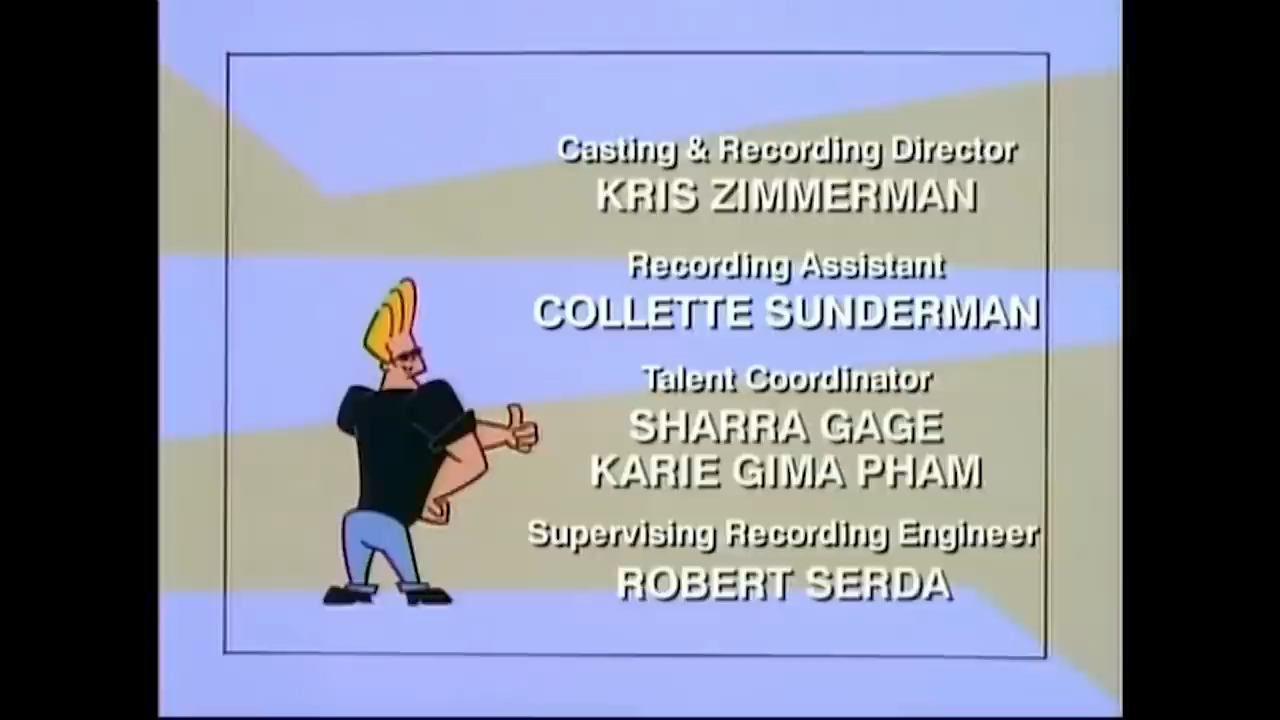 Casting & Recording Director
KRIS ZIMMERMAN
Recording Assistant
COLLETTE SUNDERMAN
Talent Coordinator
SHARRA GAGE
KARIE GIMA PHAM
Supervising Recording Engineer
ROBERT SERDA